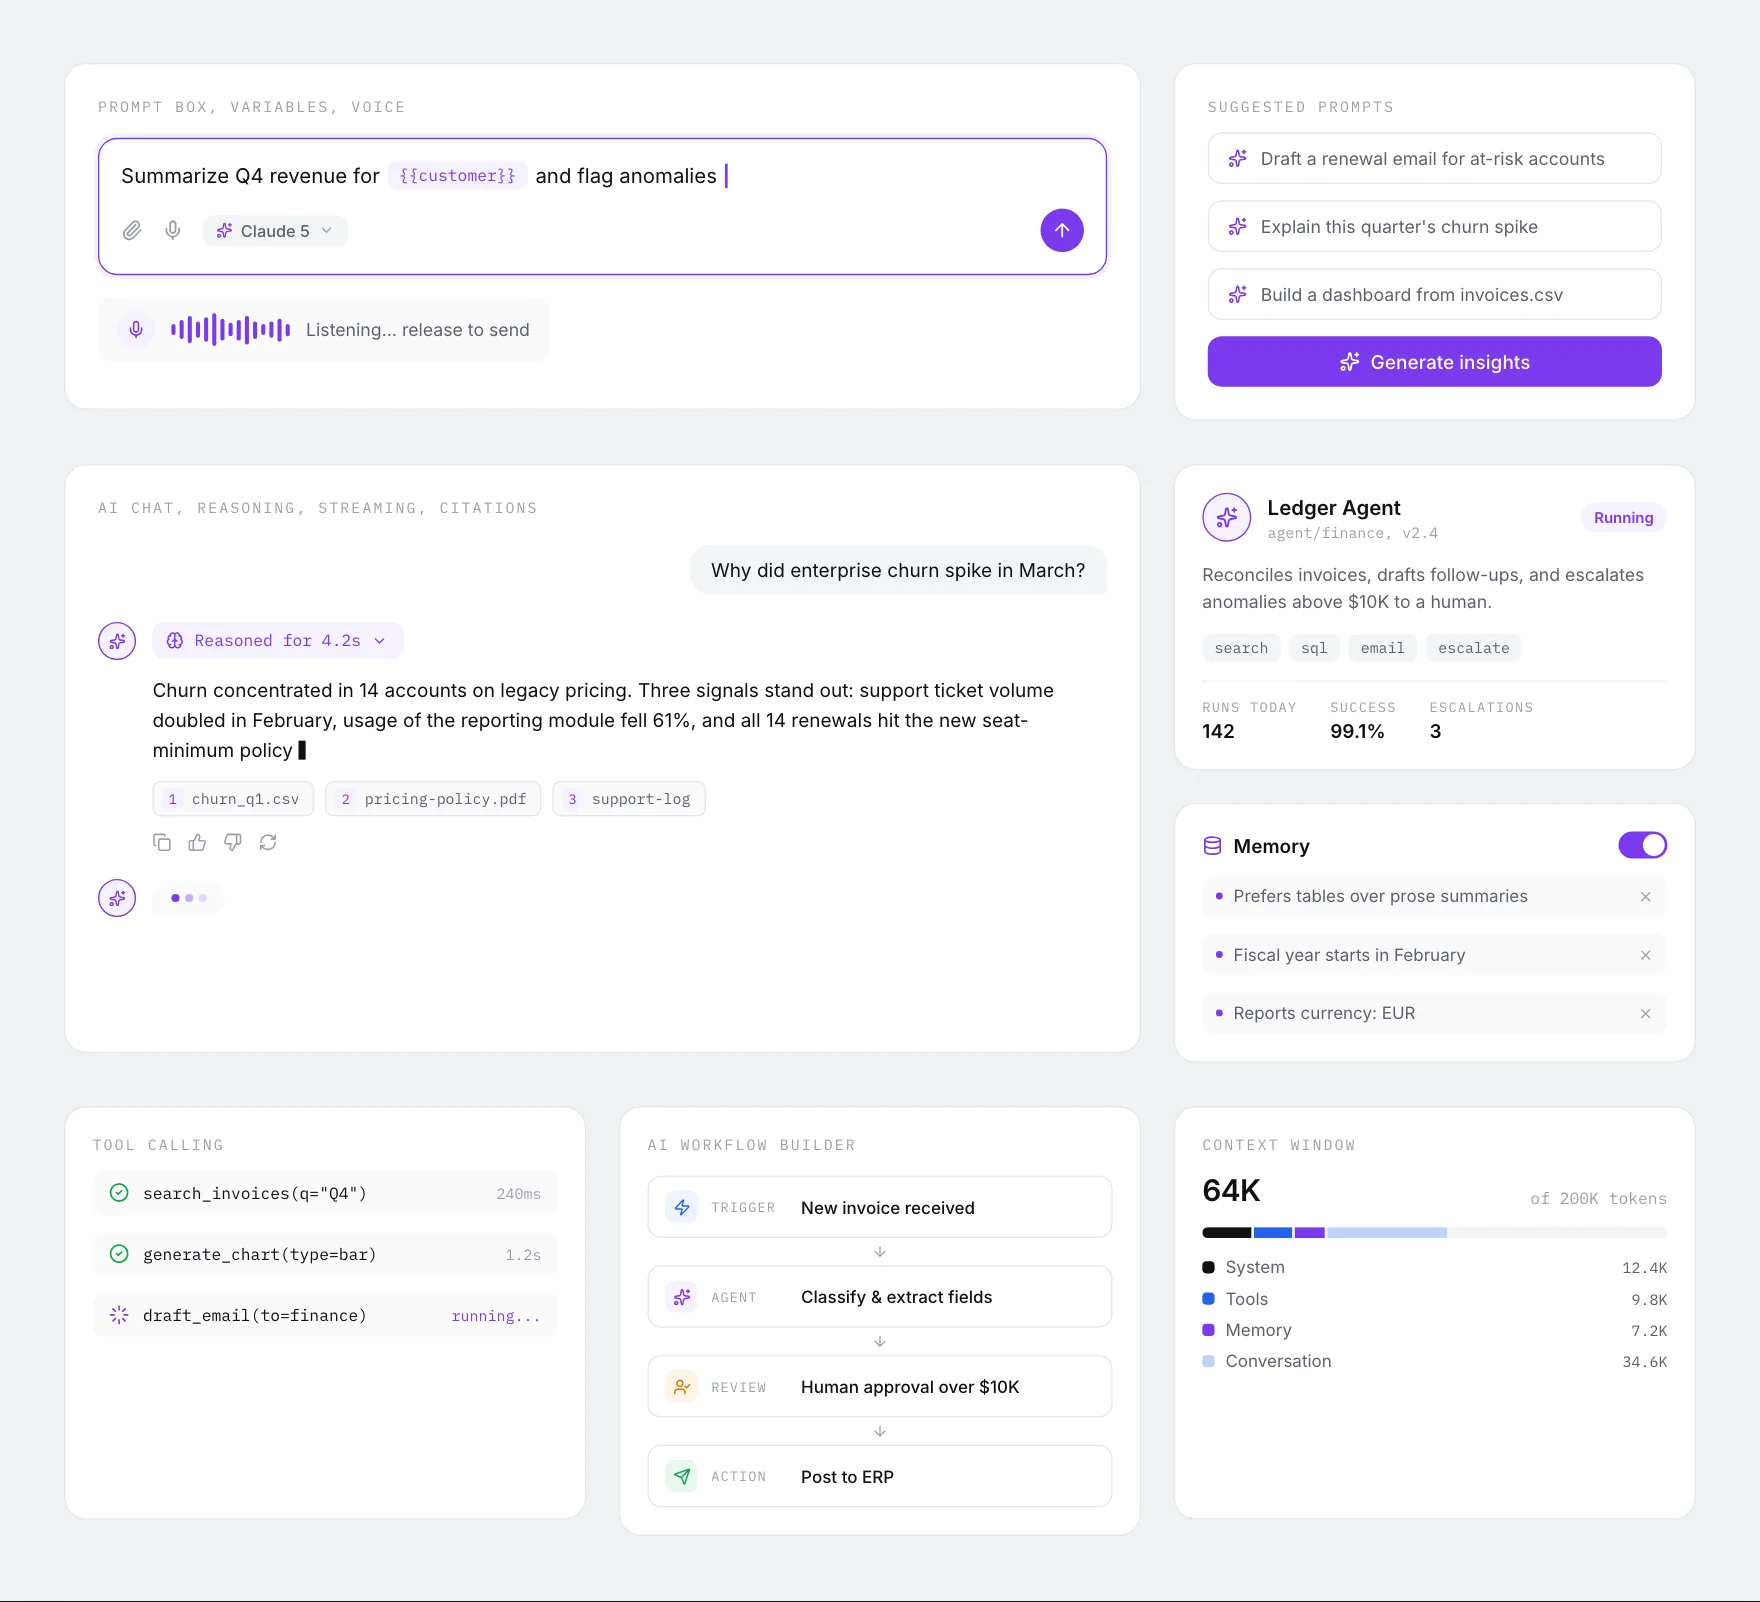 PROMPT BOX, VARIABLES, VOICE
Summarize Q4 revenue for {{customer}} and flag anomalies
Claude 5
Listening... release to send
SUGGESTED PROMPTS
Draft a renewal email for at-risk accounts
Explain this quarter's churn spike
Build a dashboard from invoices.csv
Generate insights
AI CHAT, REASONING, STREAMING, CITATIONS
Why did enterprise churn spike in March?
Reasoned for 4.2s
Churn concentrated in 14 accounts on legacy pricing. Three signals stand out: support ticket volume
doubled in February, usage of the reporting module fell 61%, and all 14 renewals hit the new seat-
minimum policy
1 churn_q1.csv 2 pricing-policy.pdf 3 support-log
Ledger Agent
agent/finance, v2.4
Running
Reconciles invoices, drafts follow-ups, and escalates
anomalies above $10K to a human.
search sql email escalate
RUNS TODAY SUCCESS ESCALATIONS
142 99.1% 3
Memory
Prefers tables over prose summaries
Fiscal year starts in February
Reports currency: EUR
TOOL CALLING
search_invoices(q="Q4") 240ms
generate_chart(type=bar) 1.2s
draft_email(to=finance) running...
AI WORKFLOW BUILDER
TRIGGER New invoice received
AGENT Classify & extract fields
REVIEW Human approval over $10K
ACTION Post to ERP
CONTEXT WINDOW
64K of 200K tokens
System 12.4K
Tools 9.8K
Memory 7.2K
Conversation 34.6K